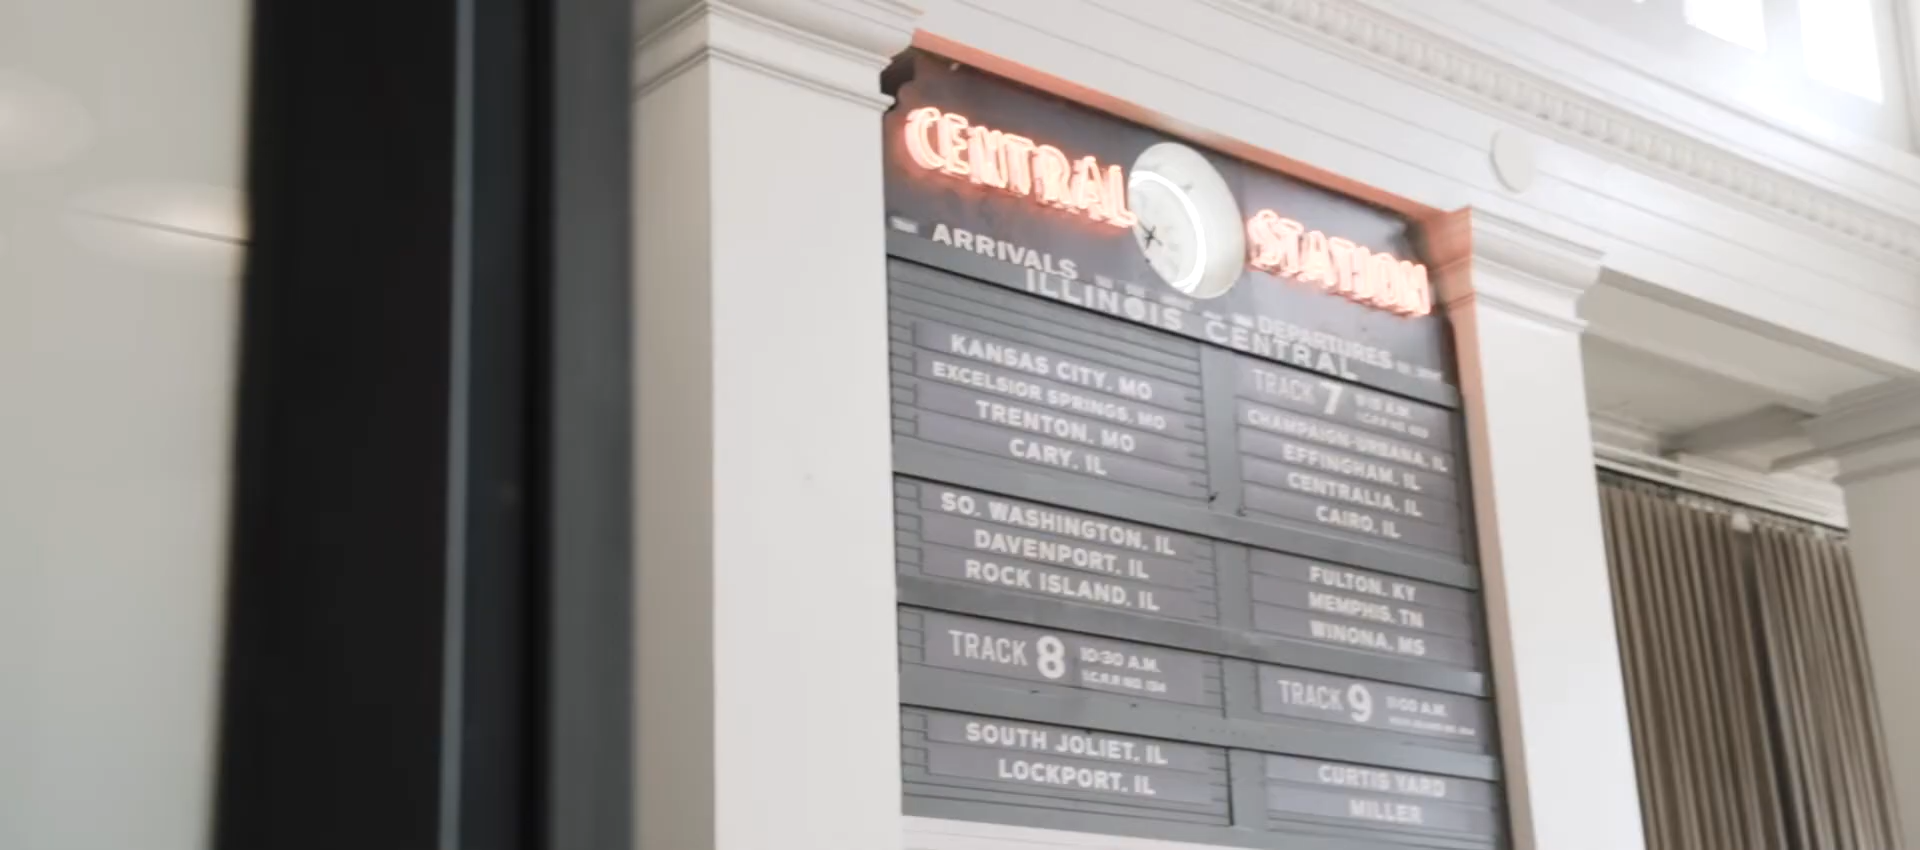 CENTRAL STATION
ARRIVALS
DEPARTURES
ILLINOIS CENTRAL
KANSAS CITY, MO
EXCELSIOR SPRINGS, MO
TRENTON, MO
CARY, IL
SO. WASHINGTON, IL
DAVENPORT, IL
ROCK ISLAND, IL
TRACK 8 10:30 A.M.
SOUTH JOLIET, IL
LOCKPORT, IL
TRACK 7
CHAMPAIGN-URBANA, IL
EFFINGHAM, IL
CENTRALIA, IL
CAIRO, IL
FULTON, KY
MEMPHIS, TN
WINONA, MS
TRACK 9 11:00 A.M.
CURTIS YARD
MILLER